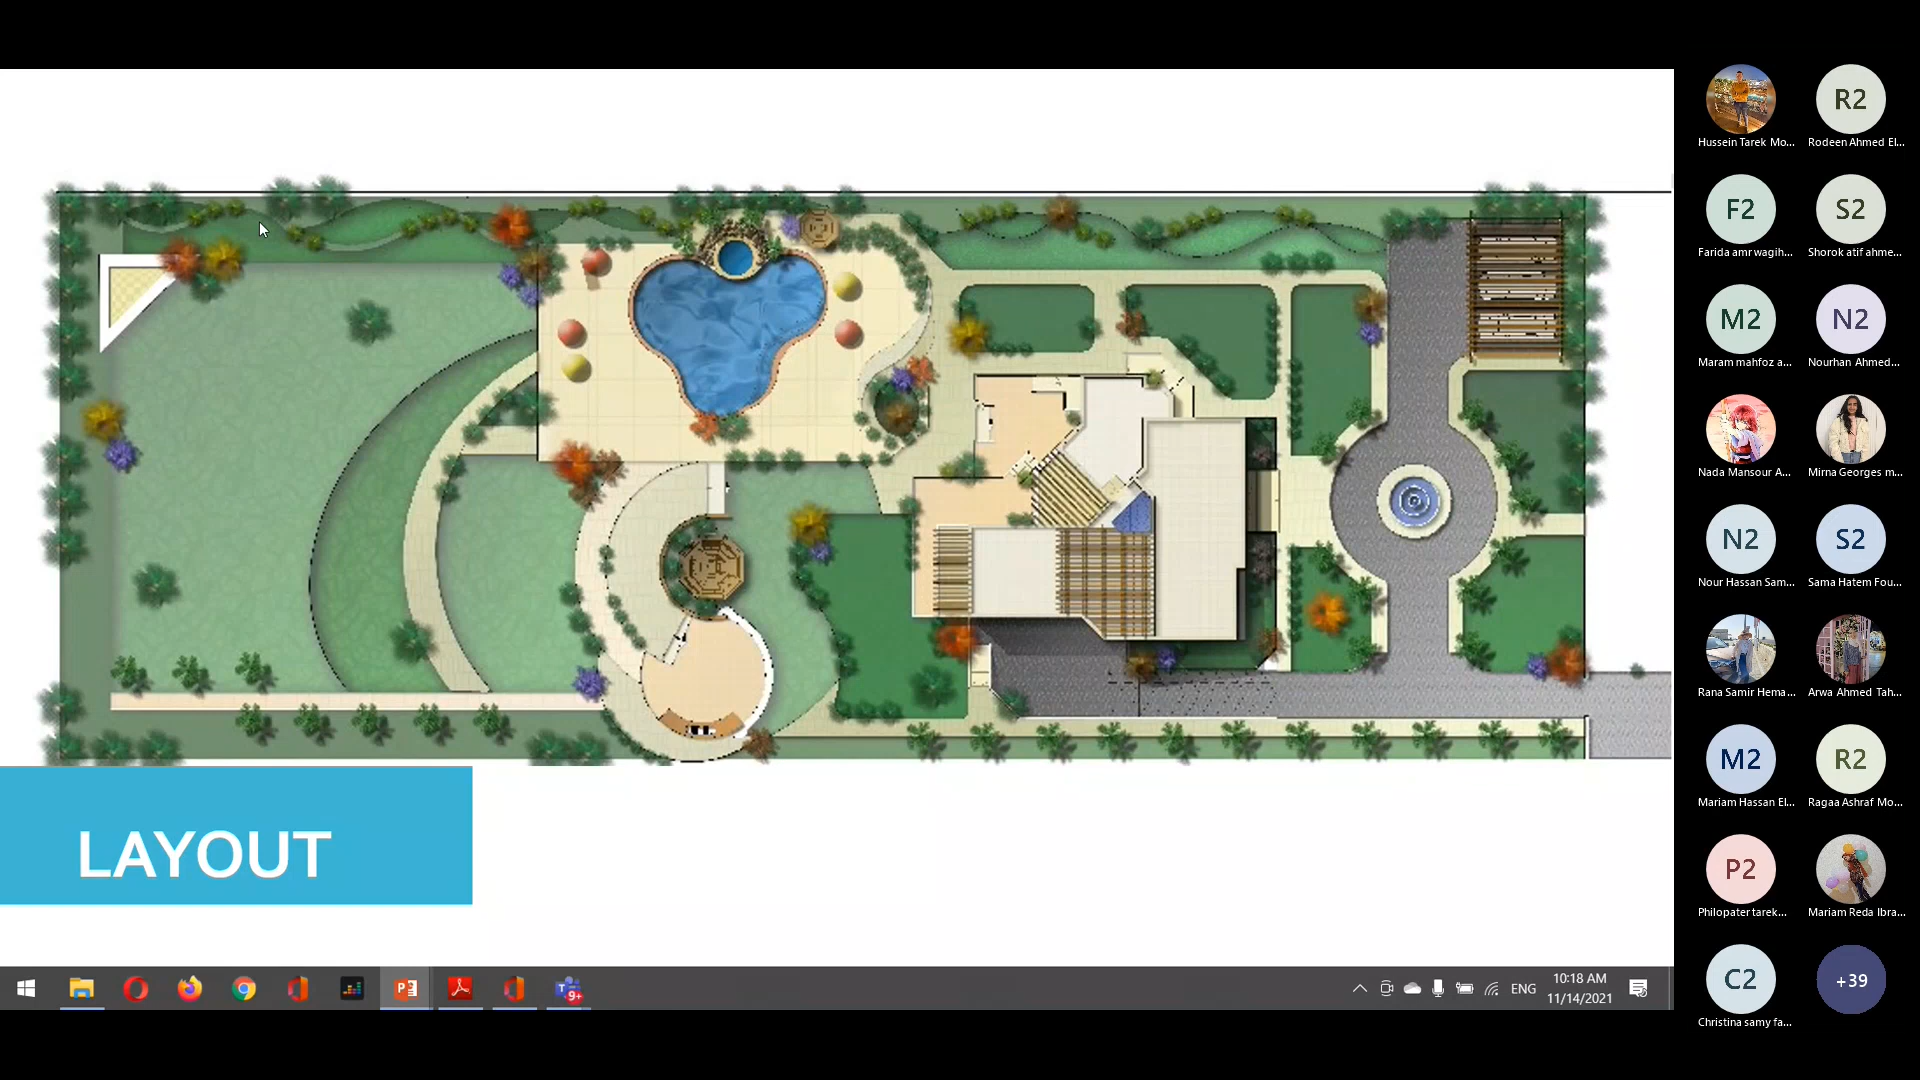 LAYOUT
9+
ENG
10:18 AM
11/14/2021
Hussein Tarek Mo...
R2
Rodeen Ahmed El...
F2
Farida amr wagih...
S2
Shorok atif ahme...
M2
Maram mahfoz a...
N2
Nourhan Ahmed...
Nada Mansour A...
Mirna Georges m...
N2
Nour Hassan Sam...
S2
Sama Hatem Fou...
Rana Samir Hema...
Arwa Ahmed Tah...
M2
Mariam Hassan El...
R2
Ragaa Ashraf Mo...
P2
Philopater tarek...
Mariam Reda Ibra...
C2
Christina samy fa...
+39